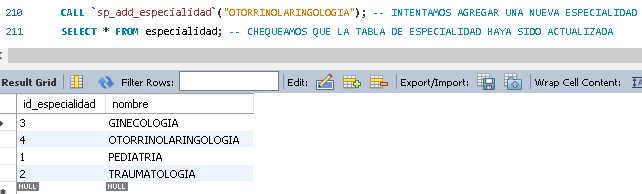 210 CALL `sp_add_especialidad`("OTORRINOLARINGOLOGIA"); -- INTENTAMOS AGREGAR UNA NUEVA ESPECIALIDAD
211 SELECT * FROM especialidad; -- CHEQUEAMOS QUE LA TABLA DE ESPECIALIDAD HAYA SIDO ACTUALIZADA
Result Grid Filter Rows: Edit: Export/Import: Wrap Cell Content:
id_especialidad nombre
3 GINECOLOGIA
4 OTORRINOLARINGOLOGIA
1 PEDIATRIA
2 TRAUMATOLOGIA
NULL NULL